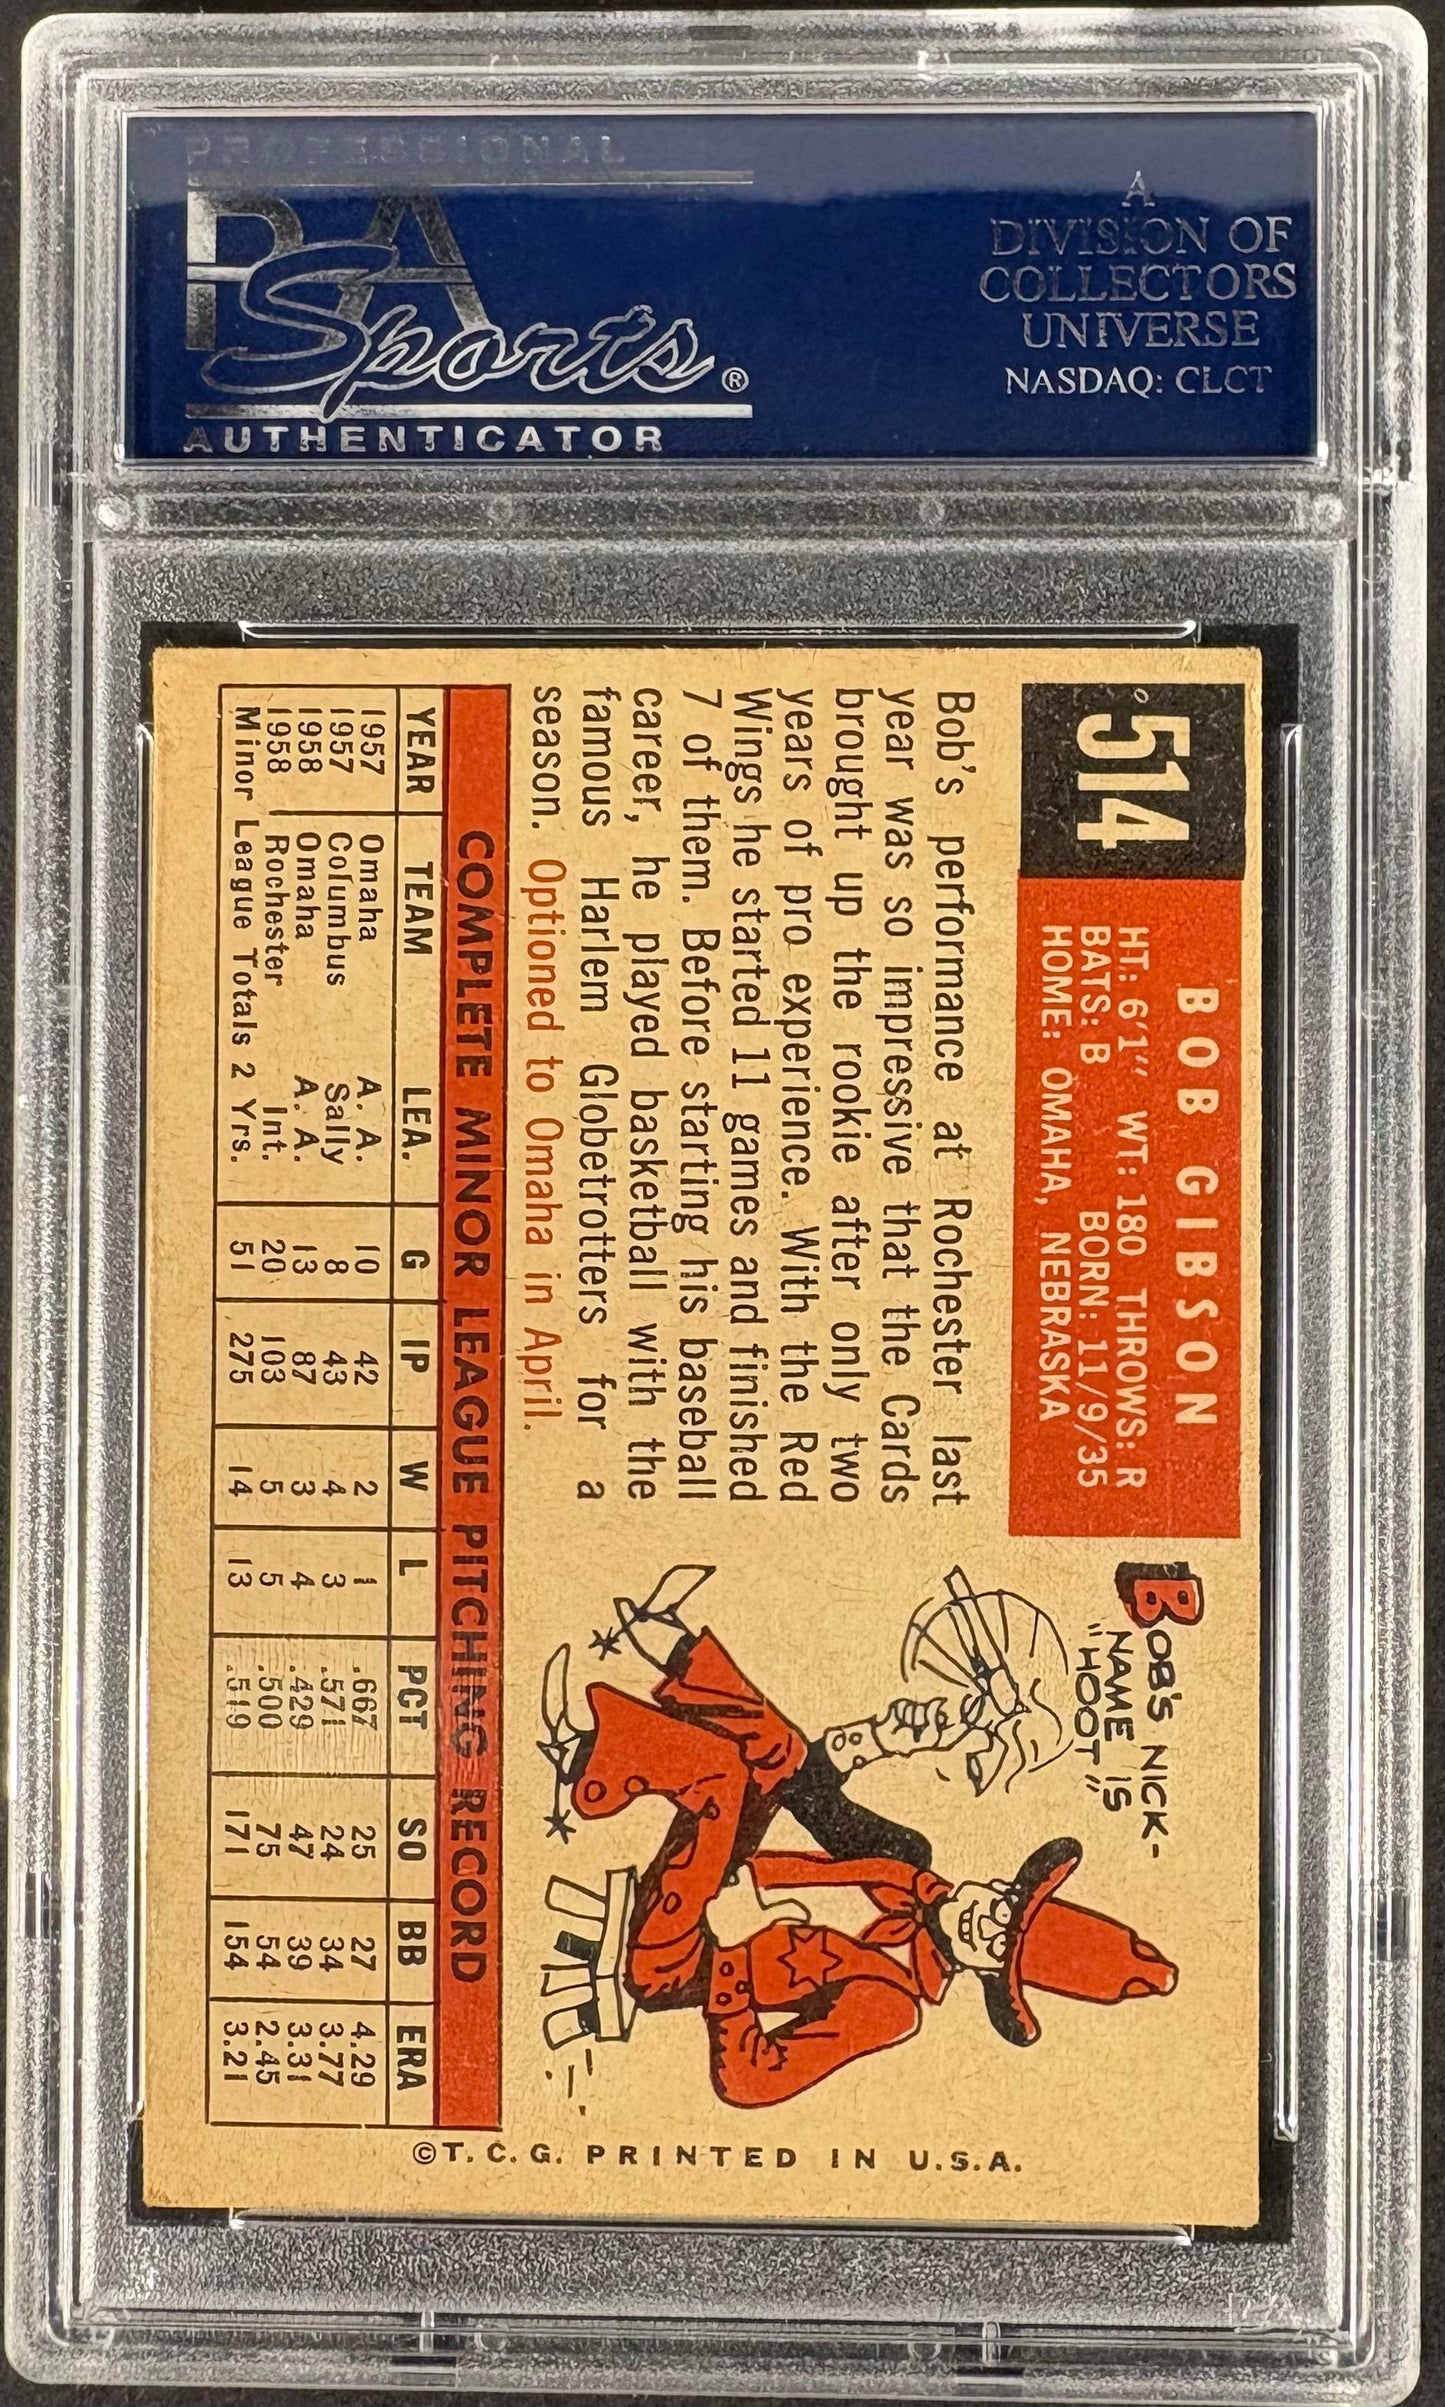 PROFESSIONAL
PSA
Sports®
AUTHENTICATOR
A
DIVISION OF
COLLECTORS
UNIVERSE
NASDAQ: CLCT
514
BOB GIBSON
HT.: 6'1" WT: 180 THROWS: R
BATS: B BORN: 11/9/35
HOME: OMAHA, NEBRASKA
Bob's performance at Rochester last
year was so impressive that the Cards
brought up the rookie after only two
years of pro experience. With the Red
Wings he started 11 games and finished
7 of them. Before starting his baseball
career, he played basketball with the
famous Harlem Globetrotters for a
season. Optioned to Omaha in April.
BOB'S NICK-
NAME IS
"HOOT"
COMPLETE MINOR LEAGUE PITCHING RECORD
YEAR TEAM LEA. G IP W L PCT SO BB ERA
1957 Omaha A. A. 10 42 2 1 .667 25 27 4.29
1957 Columbus Sally 8 43 4 3 .571 24 34 3.77
1958 Omaha A. A. 13 87 3 4 .429 47 39 3.31
1958 Rochester Int. 20 103 5 5 .500 75 54 2.45
Minor League Totals 2 Yrs. 51 275 14 13 .519 171 154 3.21
©T. C. G. PRINTED IN U.S.A.